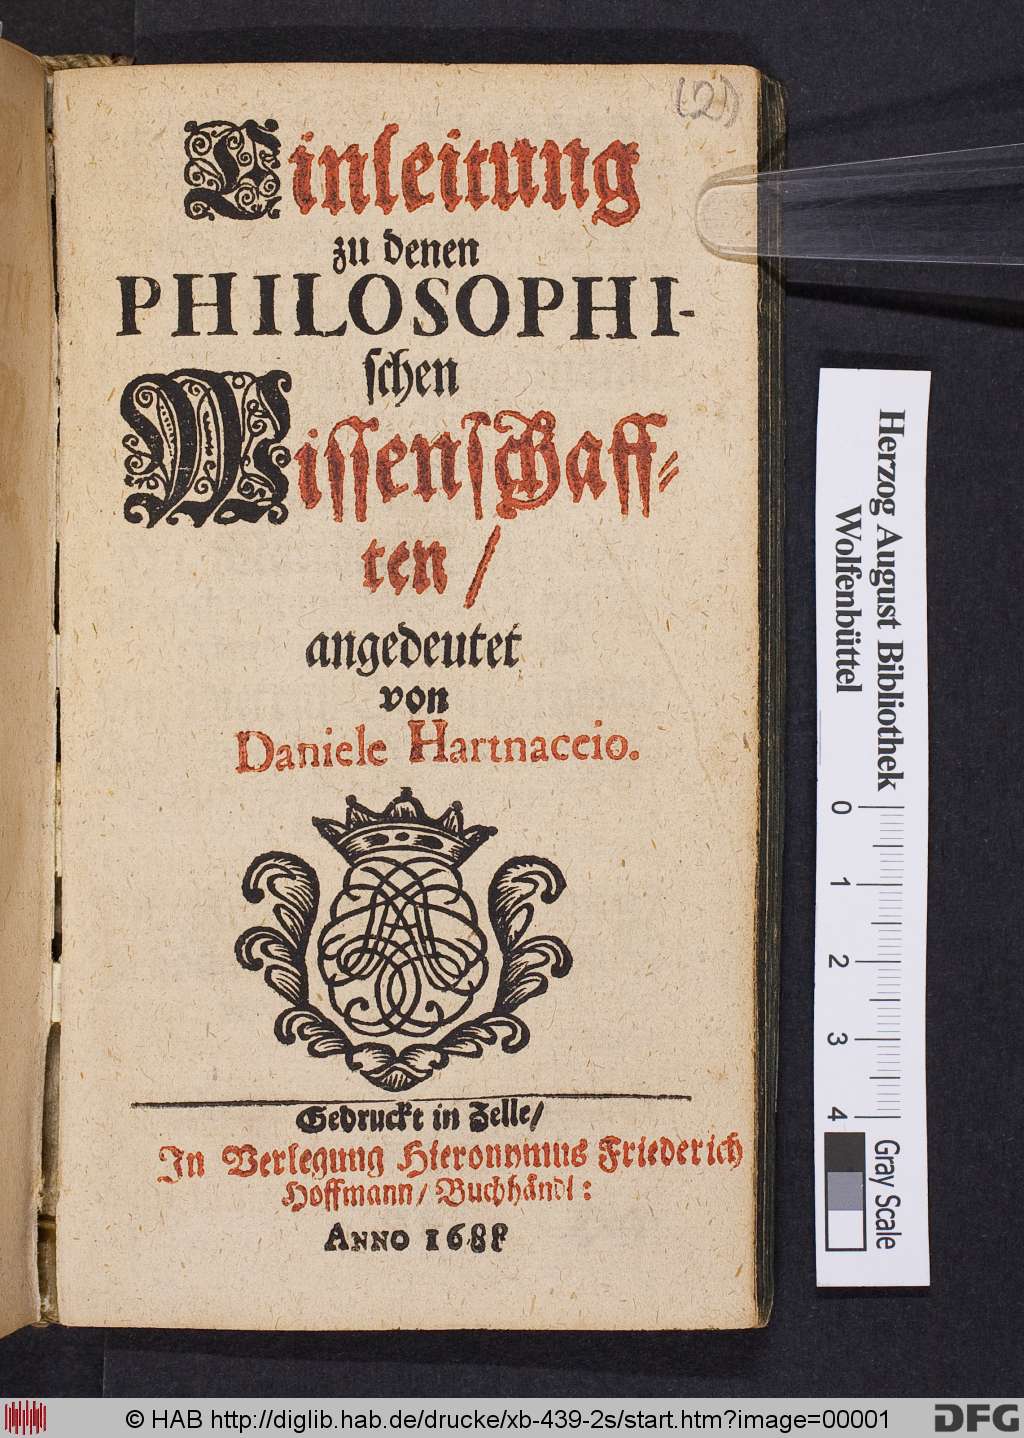 (2)
Einleitung
zu denen
PHILOSOPHI-
schen
Wissenschaff-
ten /
angedeutet
von
Daniele Hartnaccio.
Gedruckt in Zelle/
In Verlegung Hieronymus Friederich
Hoffmann / Buchhändl:
ANNO 1688
Herzog August Bibliothek
Wolfenbüttel
0 1 2 3 4
Gray Scale
© HAB http://diglib.hab.de/drucke/xb-439-2s/start.htm?image=00001
DFG